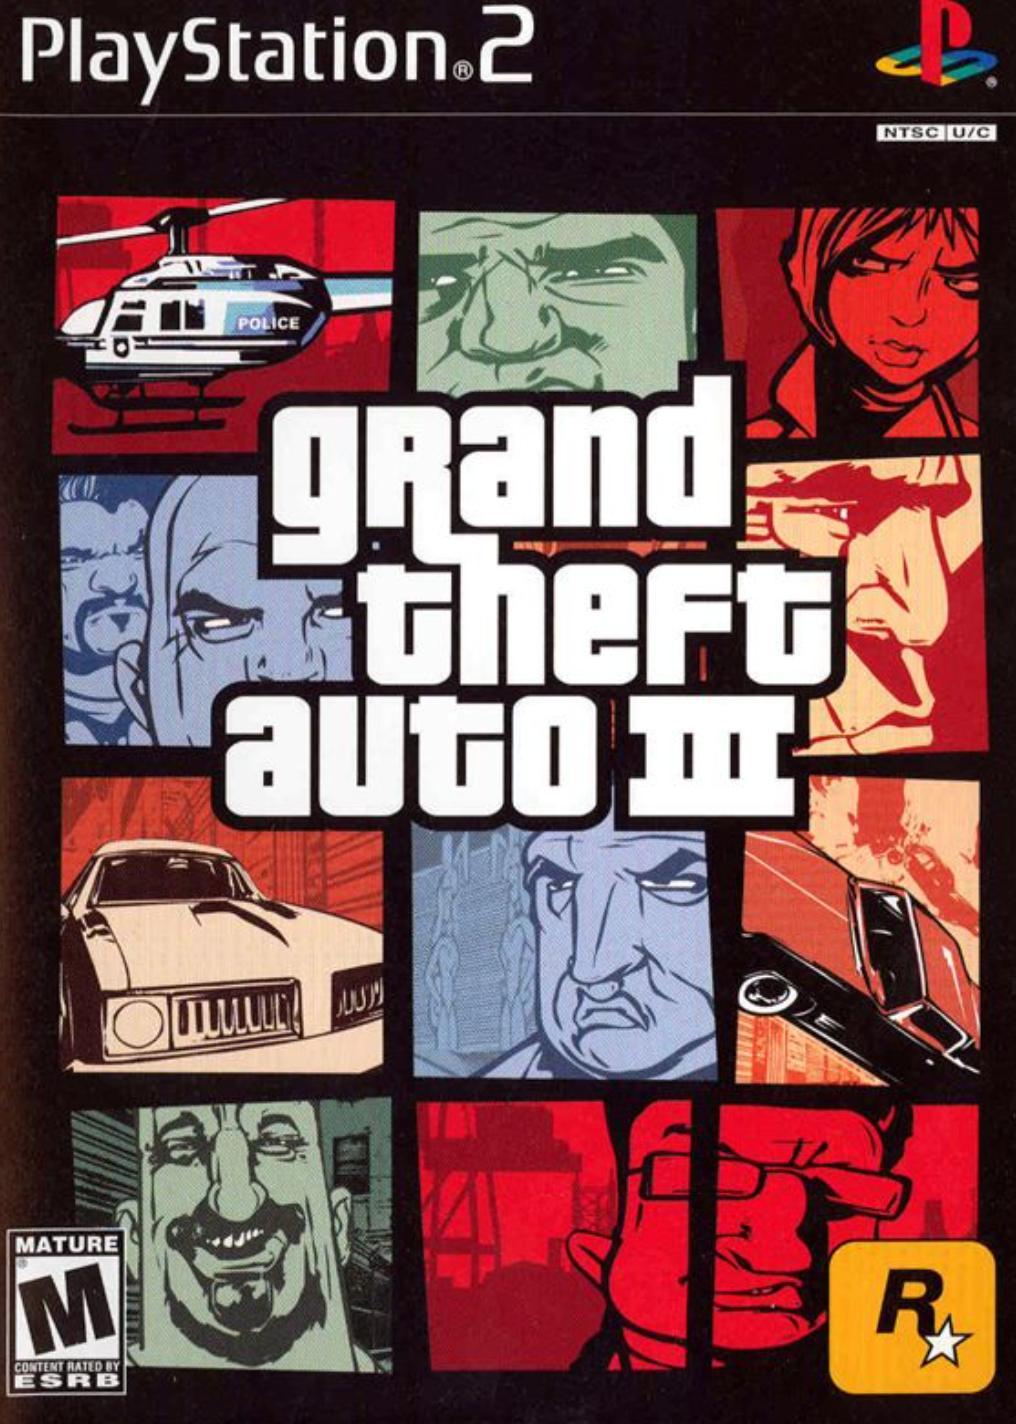 PlayStation®2
NTSC U/C
POLICE
grand
theft
auto III
MATURE
M
CONTENT RATED BY
ESRB
R